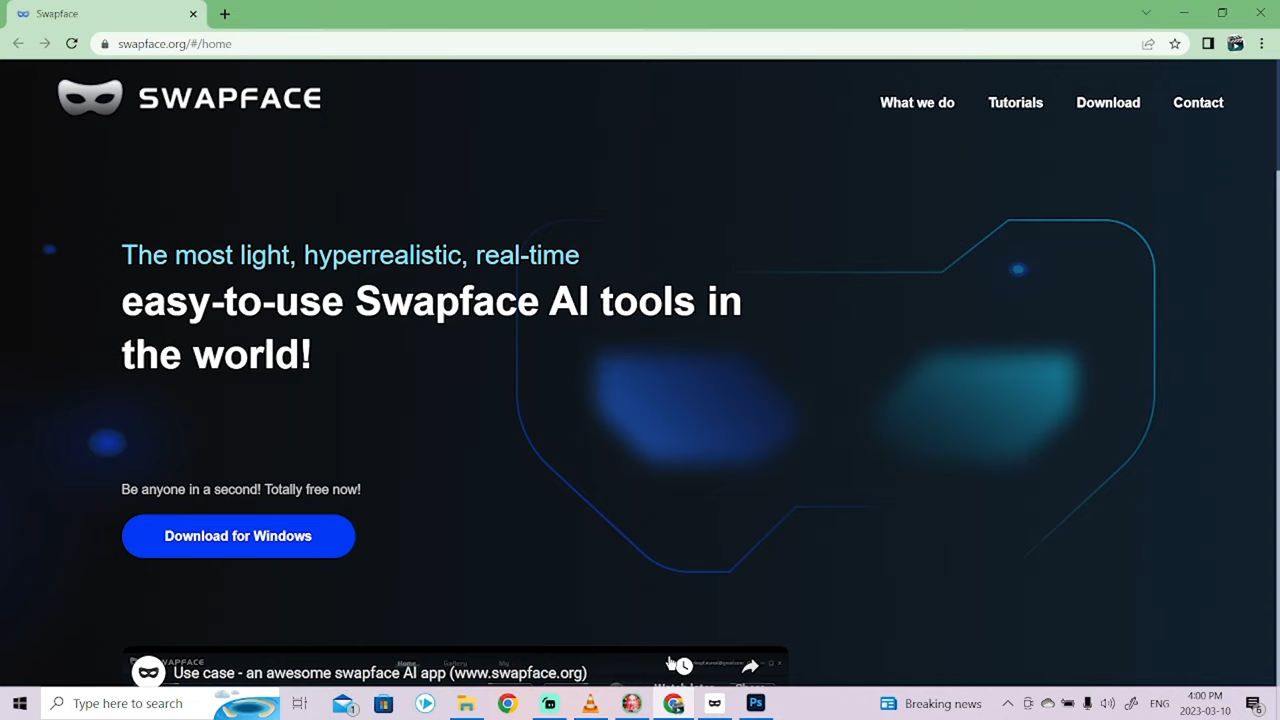 Swapface
swapface.org/#/home
SWAPFACE
What we do
Tutorials
Download
Contact
The most light, hyperrealistic, real-time
easy-to-use Swapface AI tools in
the world!
Be anyone in a second! Totally free now!
Download for Windows
Use case - an awesome swapface AI app (www.swapface.org)
Type here to search
Breaking news
ENG
4:00 PM
2023-03-10
6